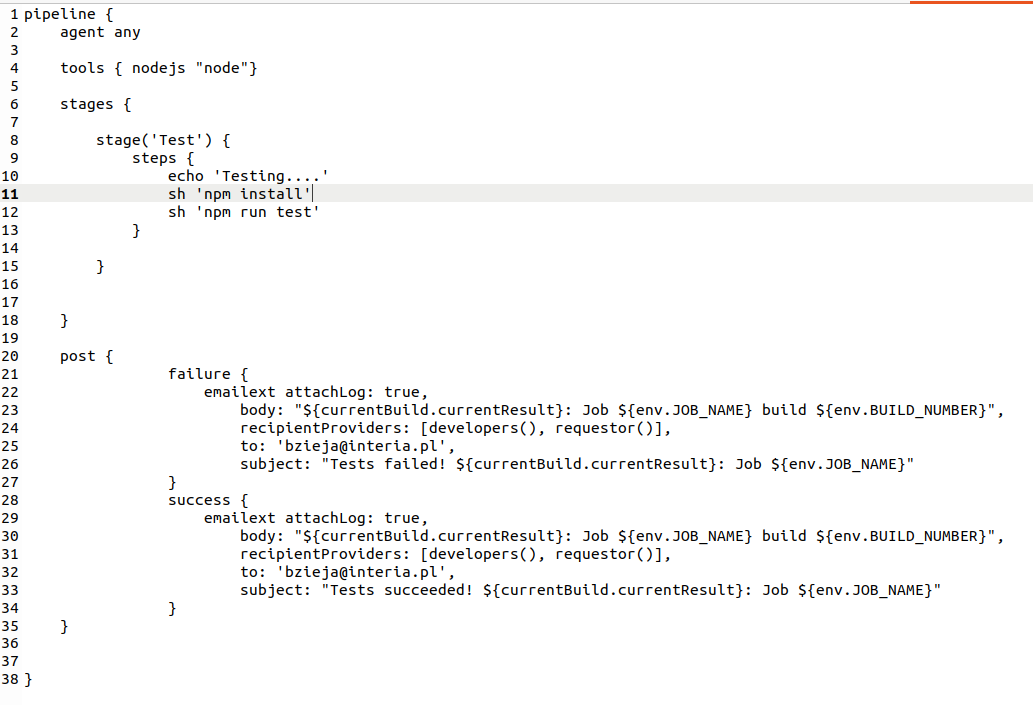 1 pipeline {
2     agent any
3
4     tools { nodejs "node"}
5
6     stages {
7
8         stage('Test') {
9             steps {
10                 echo 'Testing....'
11                 sh 'npm install'
12                 sh 'npm run test'
13             }
14
15         }
16
17
18     }
19
20     post {
21                 failure {
22                     emailext attachLog: true,
23                         body: "${currentBuild.currentResult}: Job ${env.JOB_NAME} build ${env.BUILD_NUMBER}",
24                         recipientProviders: [developers(), requestor()],
25                         to: 'bzieja@interia.pl',
26                         subject: "Tests failed! ${currentBuild.currentResult}: Job ${env.JOB_NAME}"
27                 }
28                 success {
29                     emailext attachLog: true,
30                         body: "${currentBuild.currentResult}: Job ${env.JOB_NAME} build ${env.BUILD_NUMBER}",
31                         recipientProviders: [developers(), requestor()],
32                         to: 'bzieja@interia.pl',
33                         subject: "Tests succeeded! ${currentBuild.currentResult}: Job ${env.JOB_NAME}"
34                 }
35     }
36
37
38 }